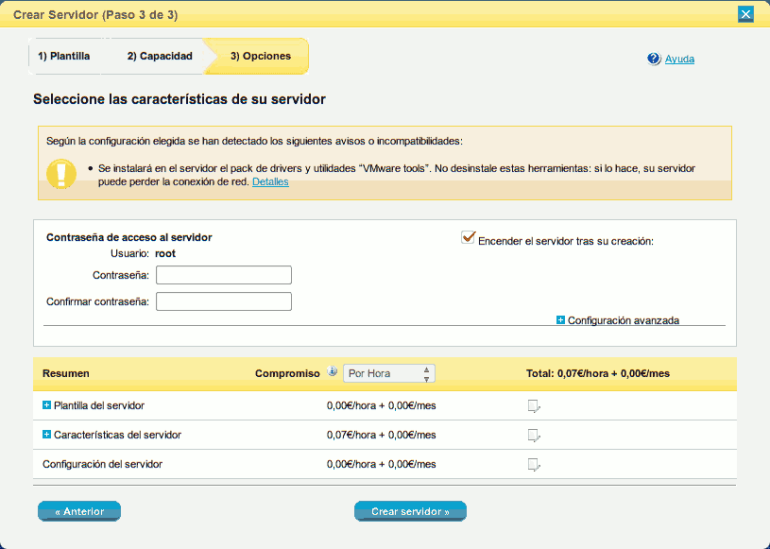 Crear Servidor (Paso 3 de 3)
1) Plantilla 2) Capacidad 3) Opciones
? Ayuda
Seleccione las características de su servidor
Según la configuración elegida se han detectado los siguientes avisos o incompatibilidades:
• Se instalará en el servidor el pack de drivers y utilidades "VMware tools". No desinstale estas herramientas: si lo hace, su servidor
puede perder la conexión de red. Detalles
Contraseña de acceso al servidor
Usuario: root
Contraseña:
Confirmar contraseña:
Encender el servidor tras su creación:
Configuración avanzada
Resumen Compromiso Por Hora Total: 0,07€/hora + 0,00€/mes
Plantilla del servidor 0,00€/hora + 0,00€/mes
Características del servidor 0,07€/hora + 0,00€/mes
Configuración del servidor 0,00€/hora + 0,00€/mes
« Anterior Crear servidor »